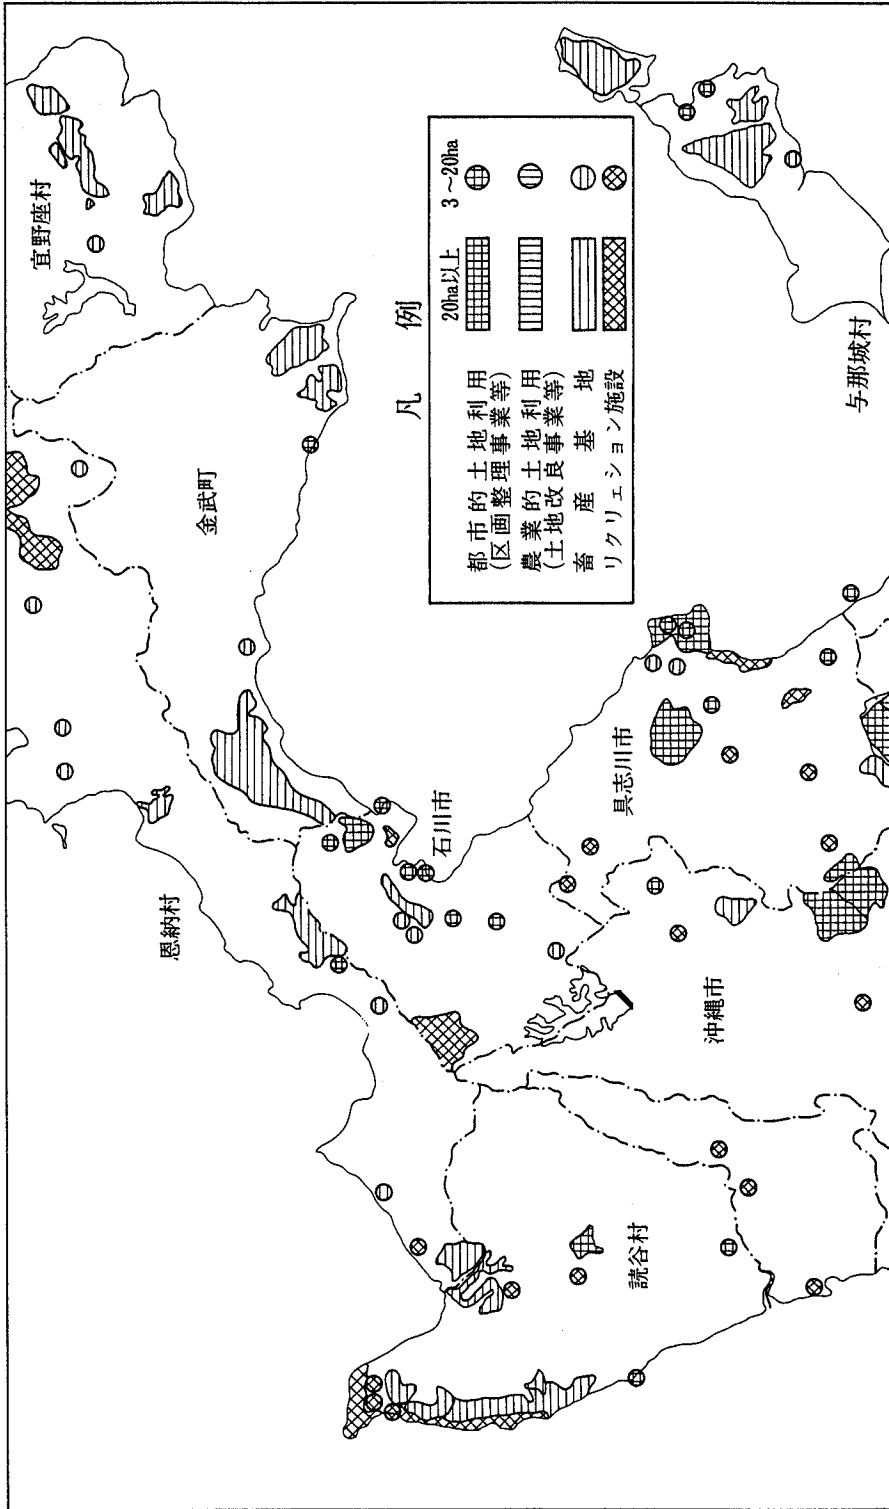 凡例
20ha以上 3～20ha
都市的土地利用
(区画整理事業等)
農業的土地利用
(土地改良事業等)
畜産基地
リクリェション施設
宜野座村
金武町
恩納村
石川市
具志川市
与那城村
沖縄市
読谷村